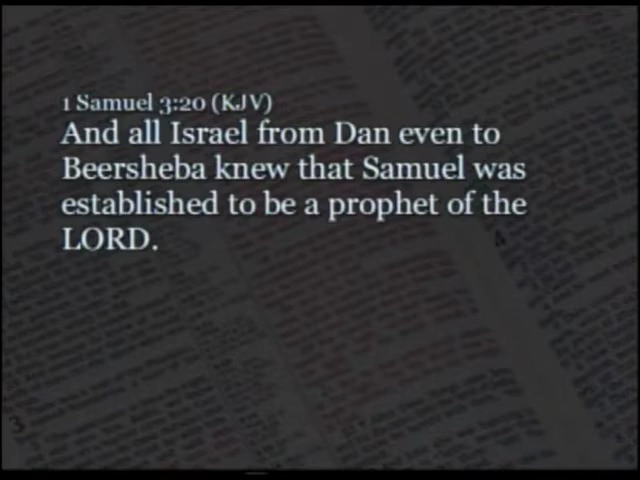 1 Samuel 3:20 (KJV)
And all Israel from Dan even to
Beersheba knew that Samuel was
established to be a prophet of the
LORD.